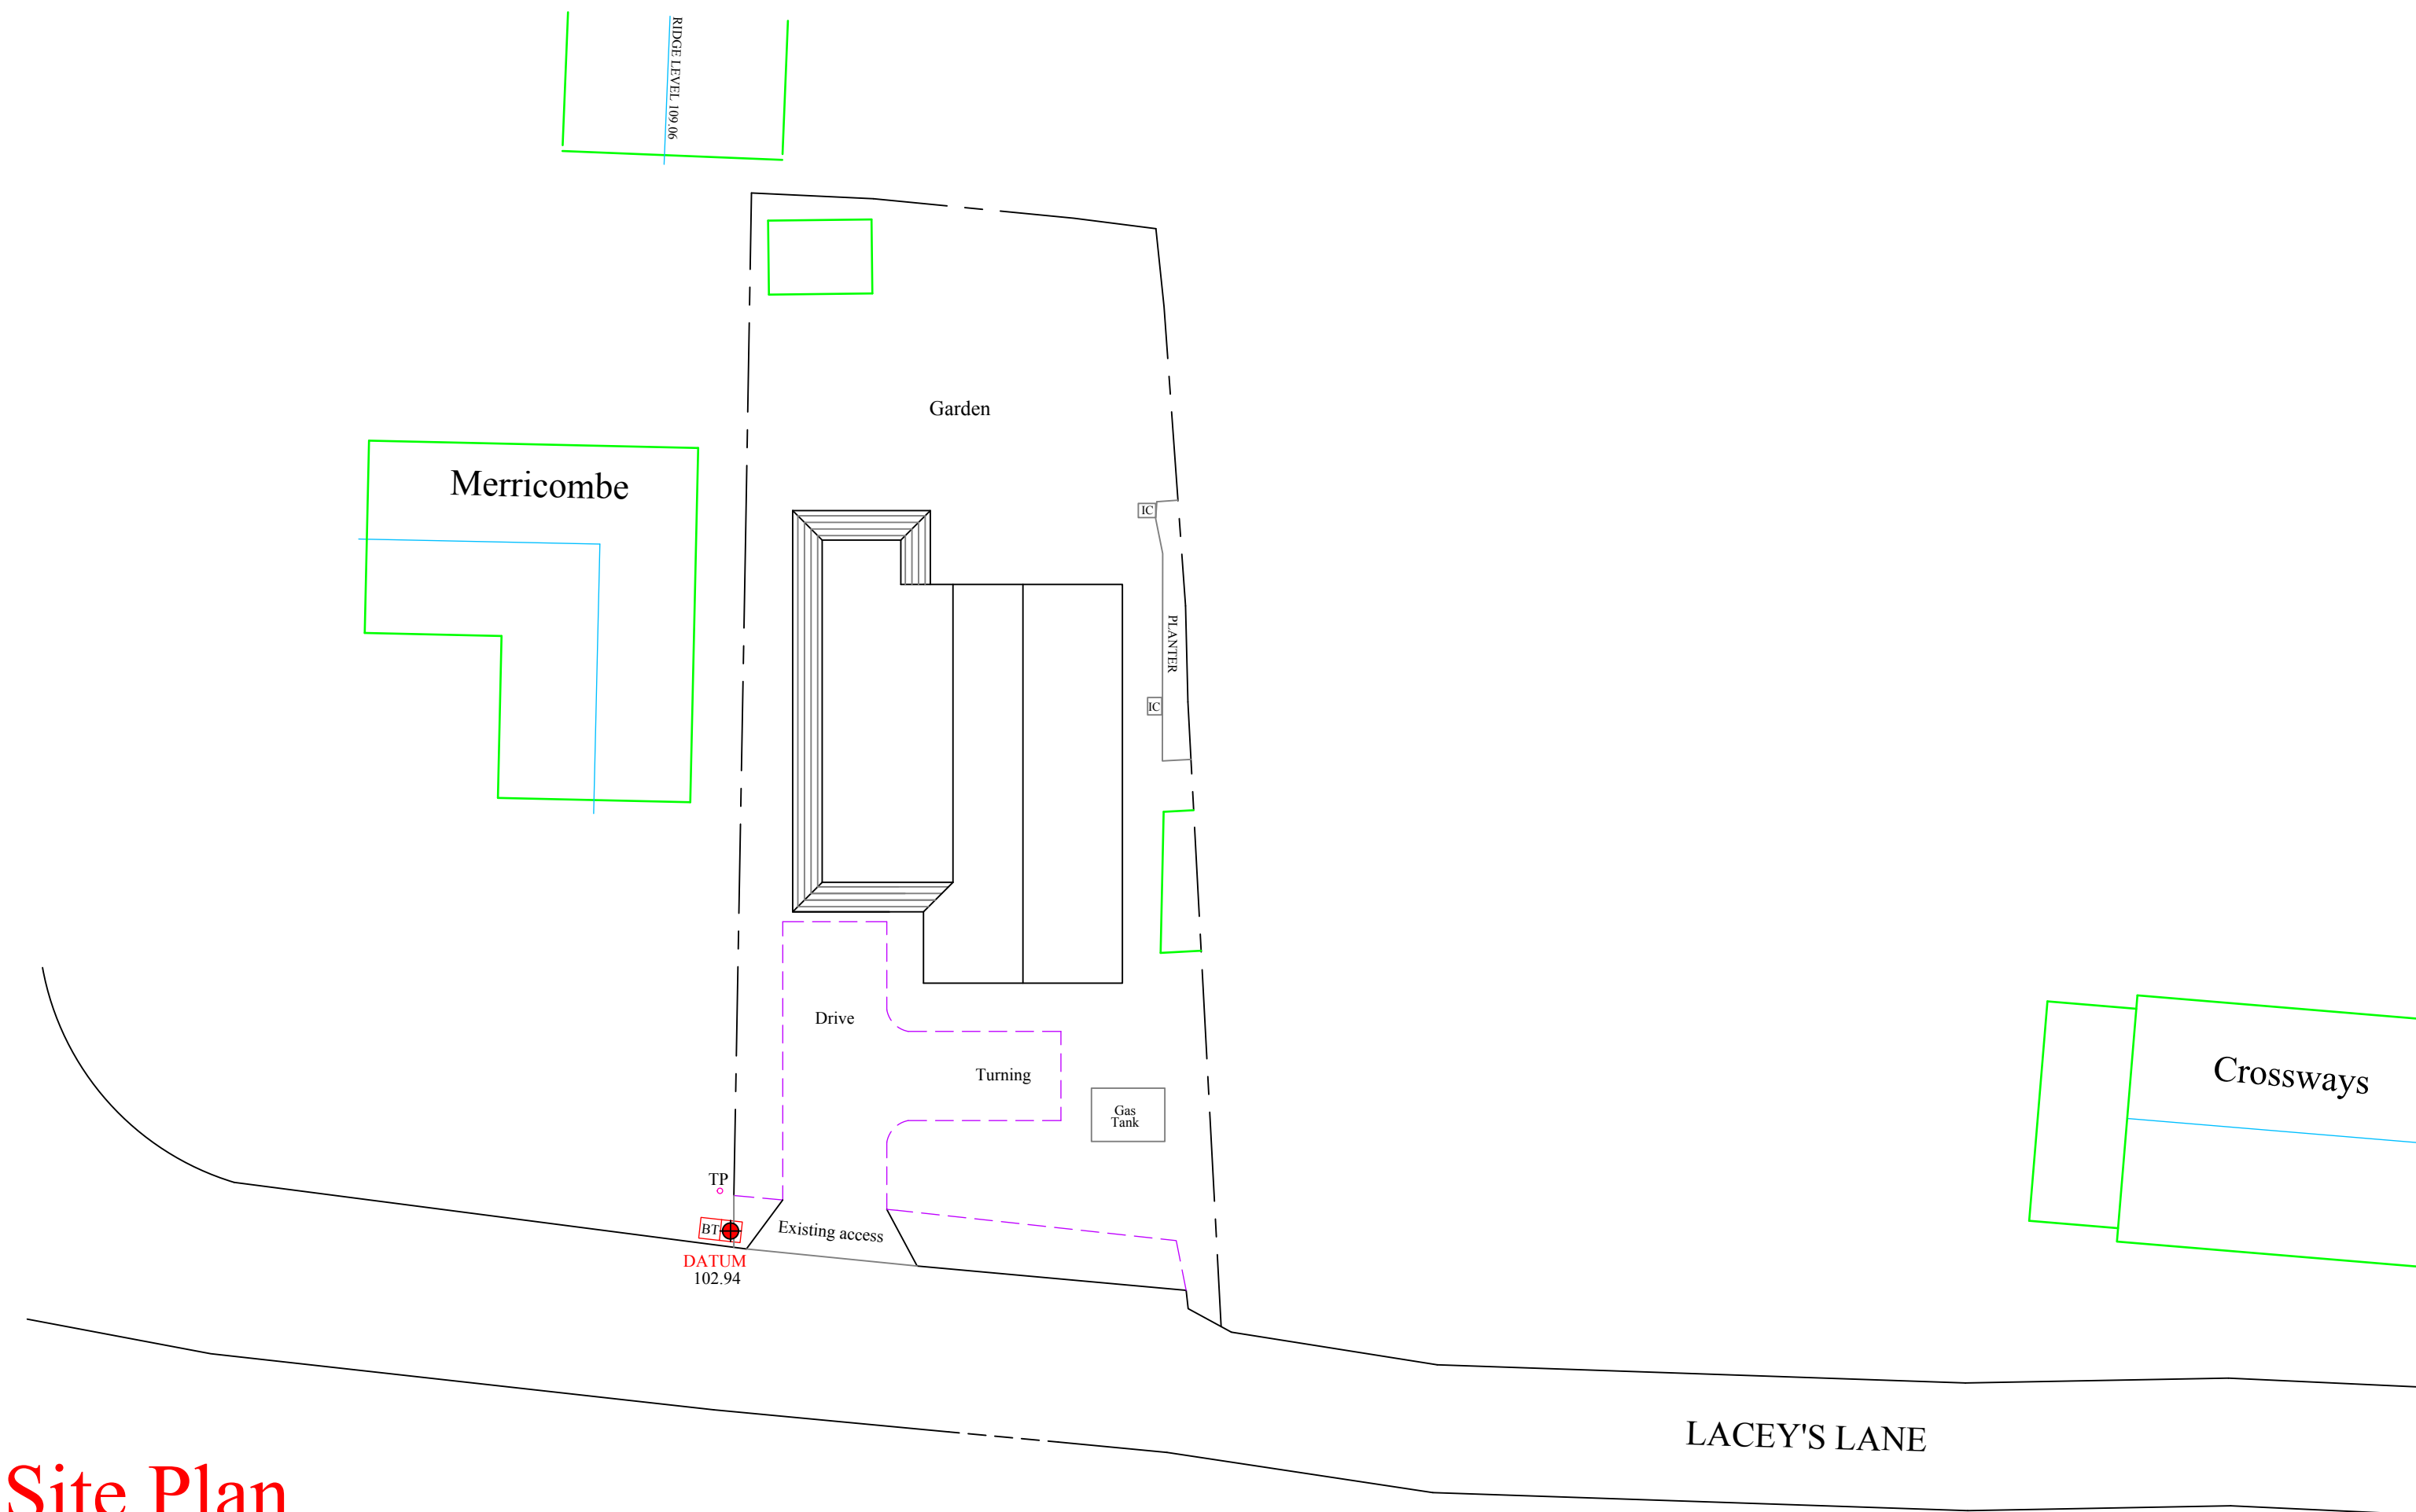 RIDGE LEVEL 109.06
Garden
Merricombe
IC
PLANTER
IC
Drive
Turning
Gas
Tank
Crossways
TP
BT
Existing access
DATUM
102.94
LACEY'S LANE
Site Plan